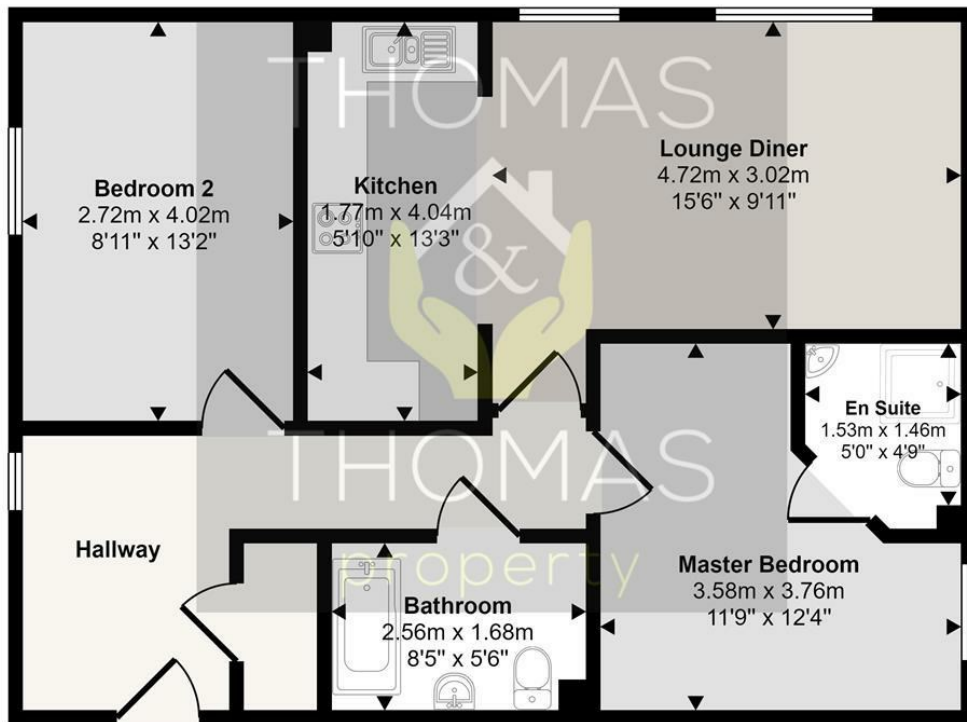 THOMAS
&
THOMAS
property
Bedroom 2
2.72m x 4.02m
8'11" x 13'2"
Kitchen
1.77m x 4.04m
5'10" x 13'3"
Lounge Diner
4.72m x 3.02m
15'6" x 9'11"
En Suite
1.53m x 1.46m
5'0" x 4'9"
Hallway
Bathroom
2.56m x 1.68m
8'5" x 5'6"
Master Bedroom
3.58m x 3.76m
11'9" x 12'4"